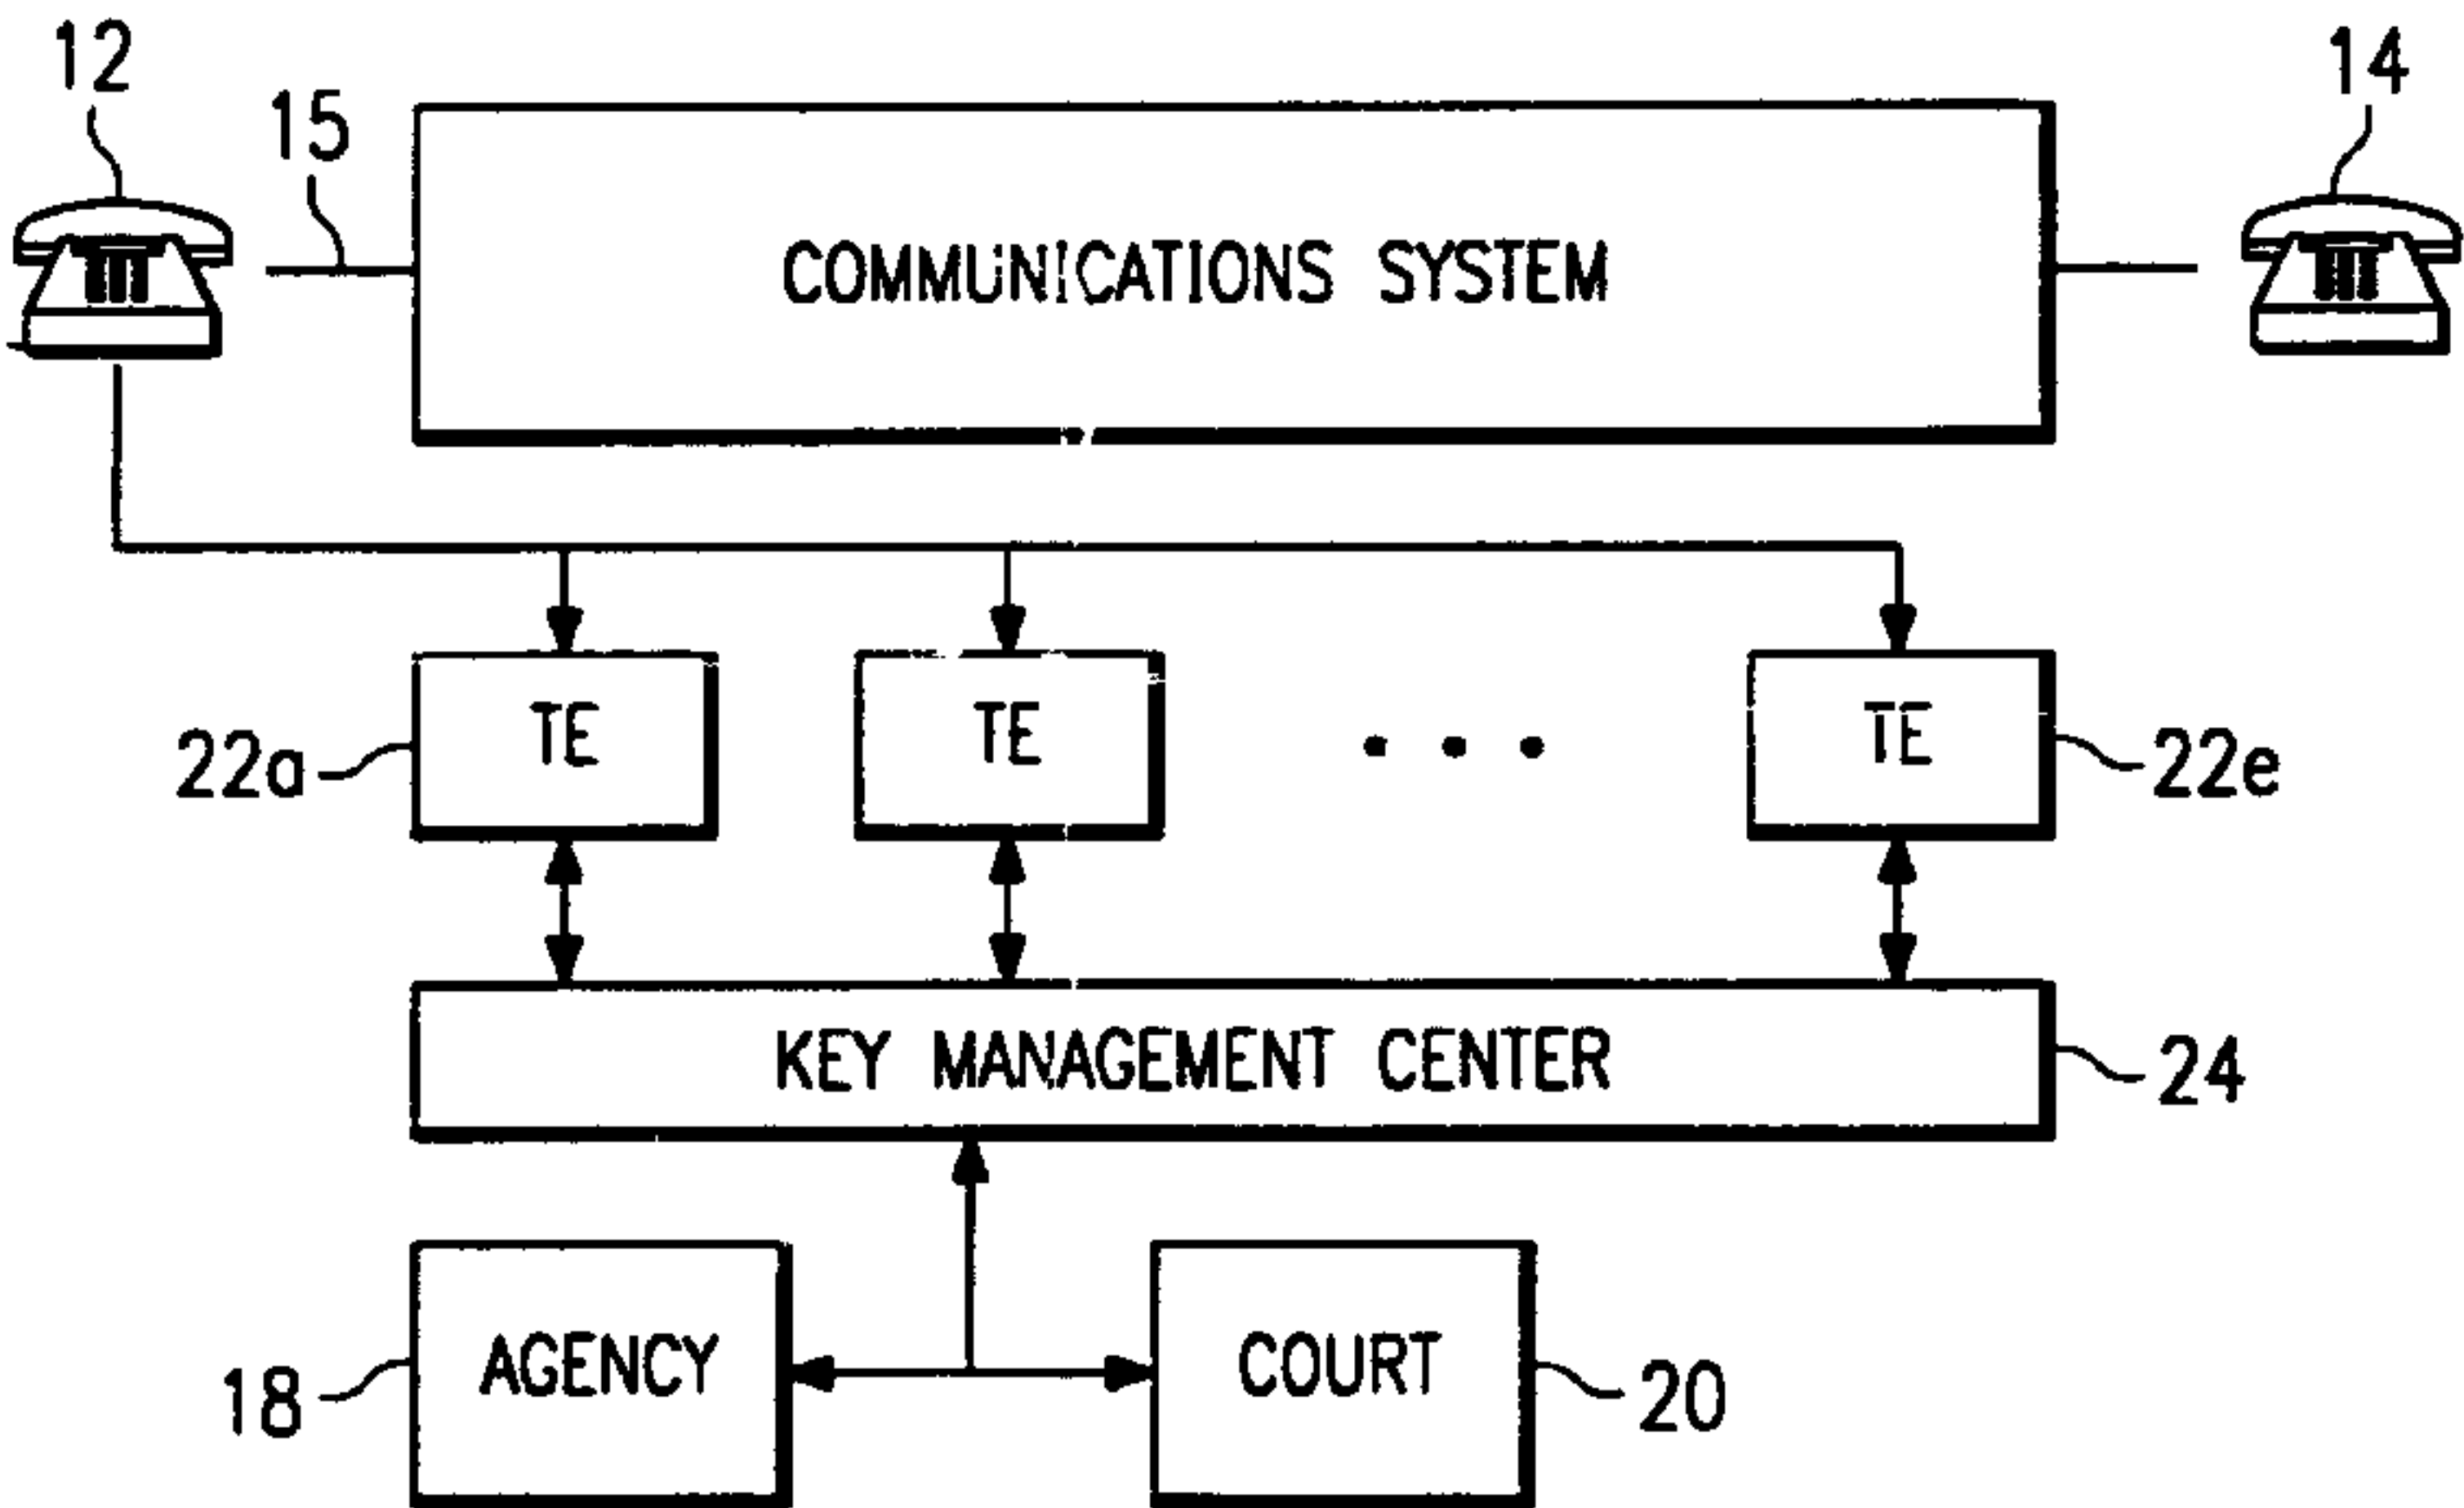 12
14
15
COMMUNICATIONS SYSTEM
TE
TE
TE
22a
22e
KEY MANAGEMENT CENTER
24
AGENCY
COURT
18
20